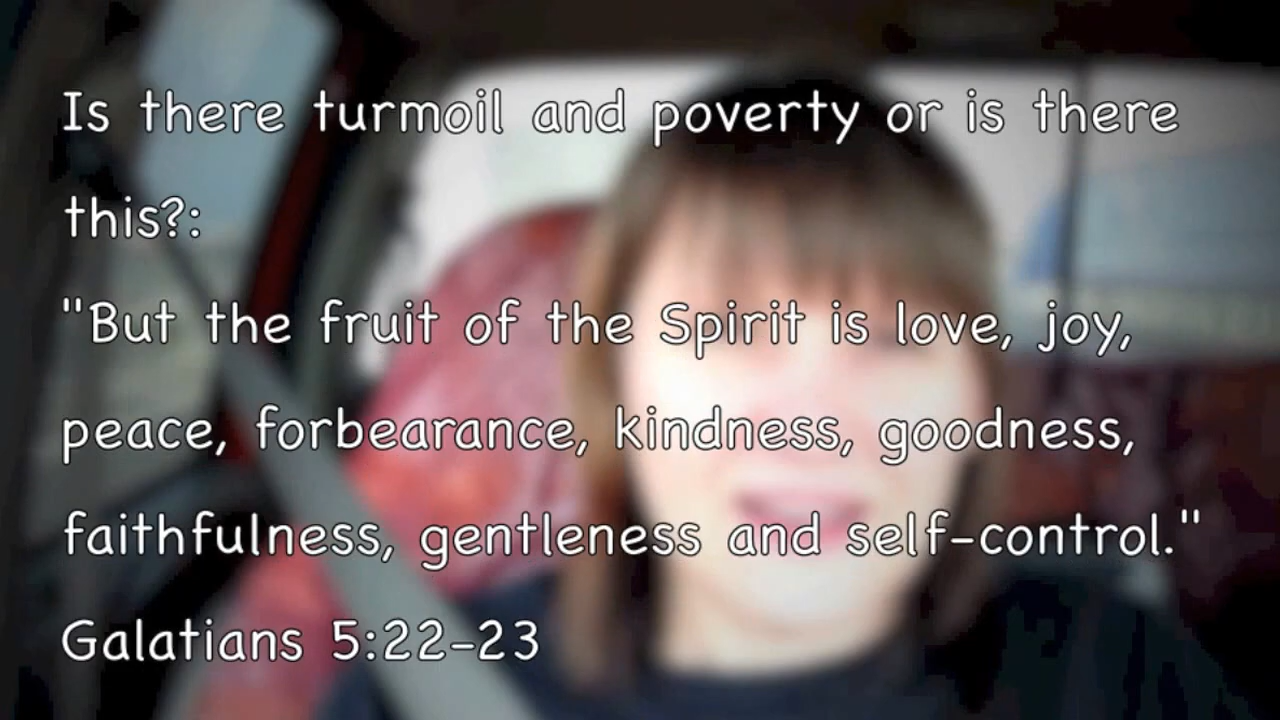 Is there turmoil and poverty or is there
this?:
"But the fruit of the Spirit is love, joy,
peace, forbearance, kindness, goodness,
faithfulness, gentleness and self-control."
Galatians 5:22-23